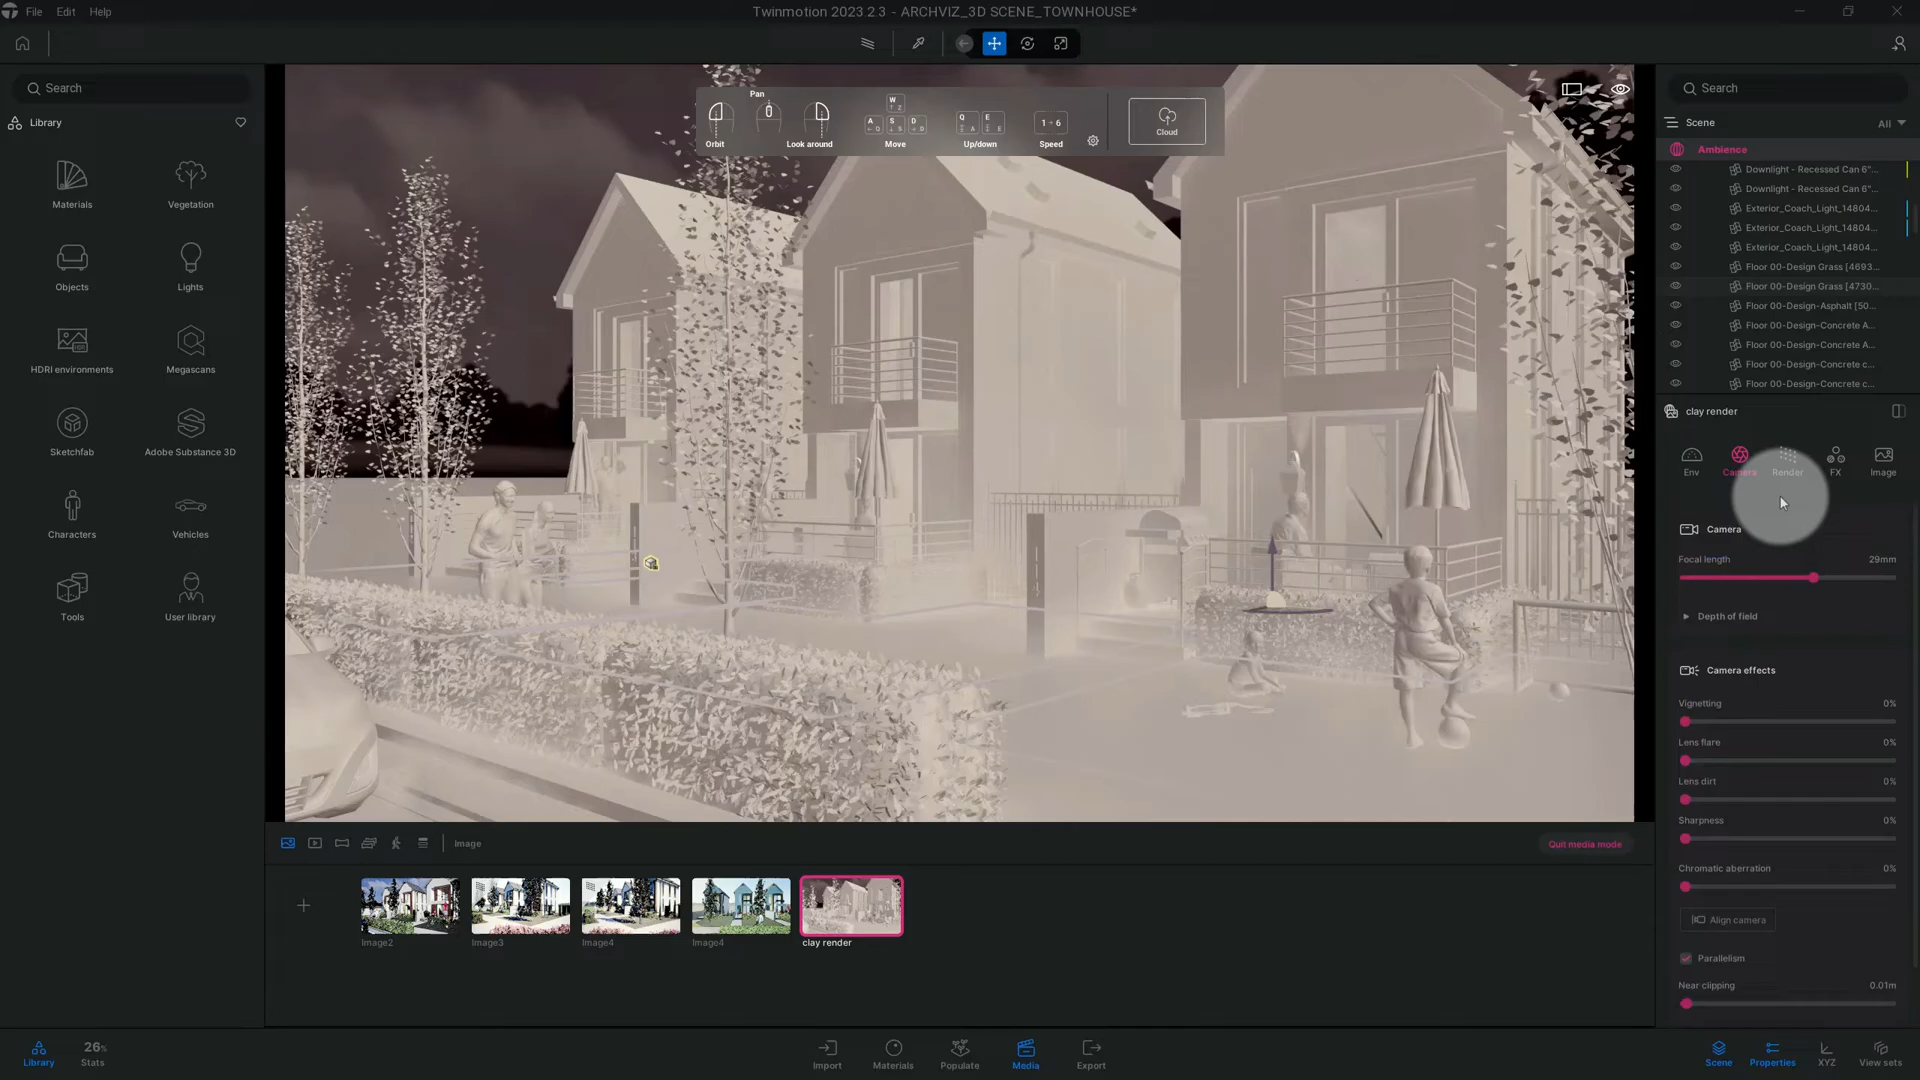 File Edit Help
Twinmotion 2023.2.3 - ARCHVIZ_3D SCENE_TOWNHOUSE*
Search
Library
Materials
Vegetation
Objects
Lights
HDRI environments
Megascans
Sketchfab
Adobe Substance 3D
Characters
Vehicles
Tools
User library
Pan
Orbit
Look around
W
A S D
Move
Q E
Up/down
1 → 6
Speed
Cloud
Search
Scene
All
Ambience
Downlight - Recessed Can 6"...
Downlight - Recessed Can 6"...
Exterior_Coach_Light_14804...
Exterior_Coach_Light_14804...
Exterior_Coach_Light_14804...
Floor 00-Design Grass [4693...
Floor 00-Design Grass [4730...
Floor 00-Design-Asphalt [50...
Floor 00-Design-Concrete A...
Floor 00-Design-Concrete A...
Floor 00-Design-Concrete c...
Floor 00-Design-Concrete c...
clay render
Env Camera Render FX Image
Camera
Focal length 29mm
Depth of field
Camera effects
Vignetting 0%
Lens flare 0%
Lens dirt 0%
Sharpness 0%
Chromatic aberration 0%
Align camera
Parallelism
Near clipping 0.01m
Image
Quit media mode
Image2
Image3
Image4
Image4
clay render
Library
26%
Stats
Import
Materials
Populate
Media
Export
Scene
Properties
XYZ
View sets